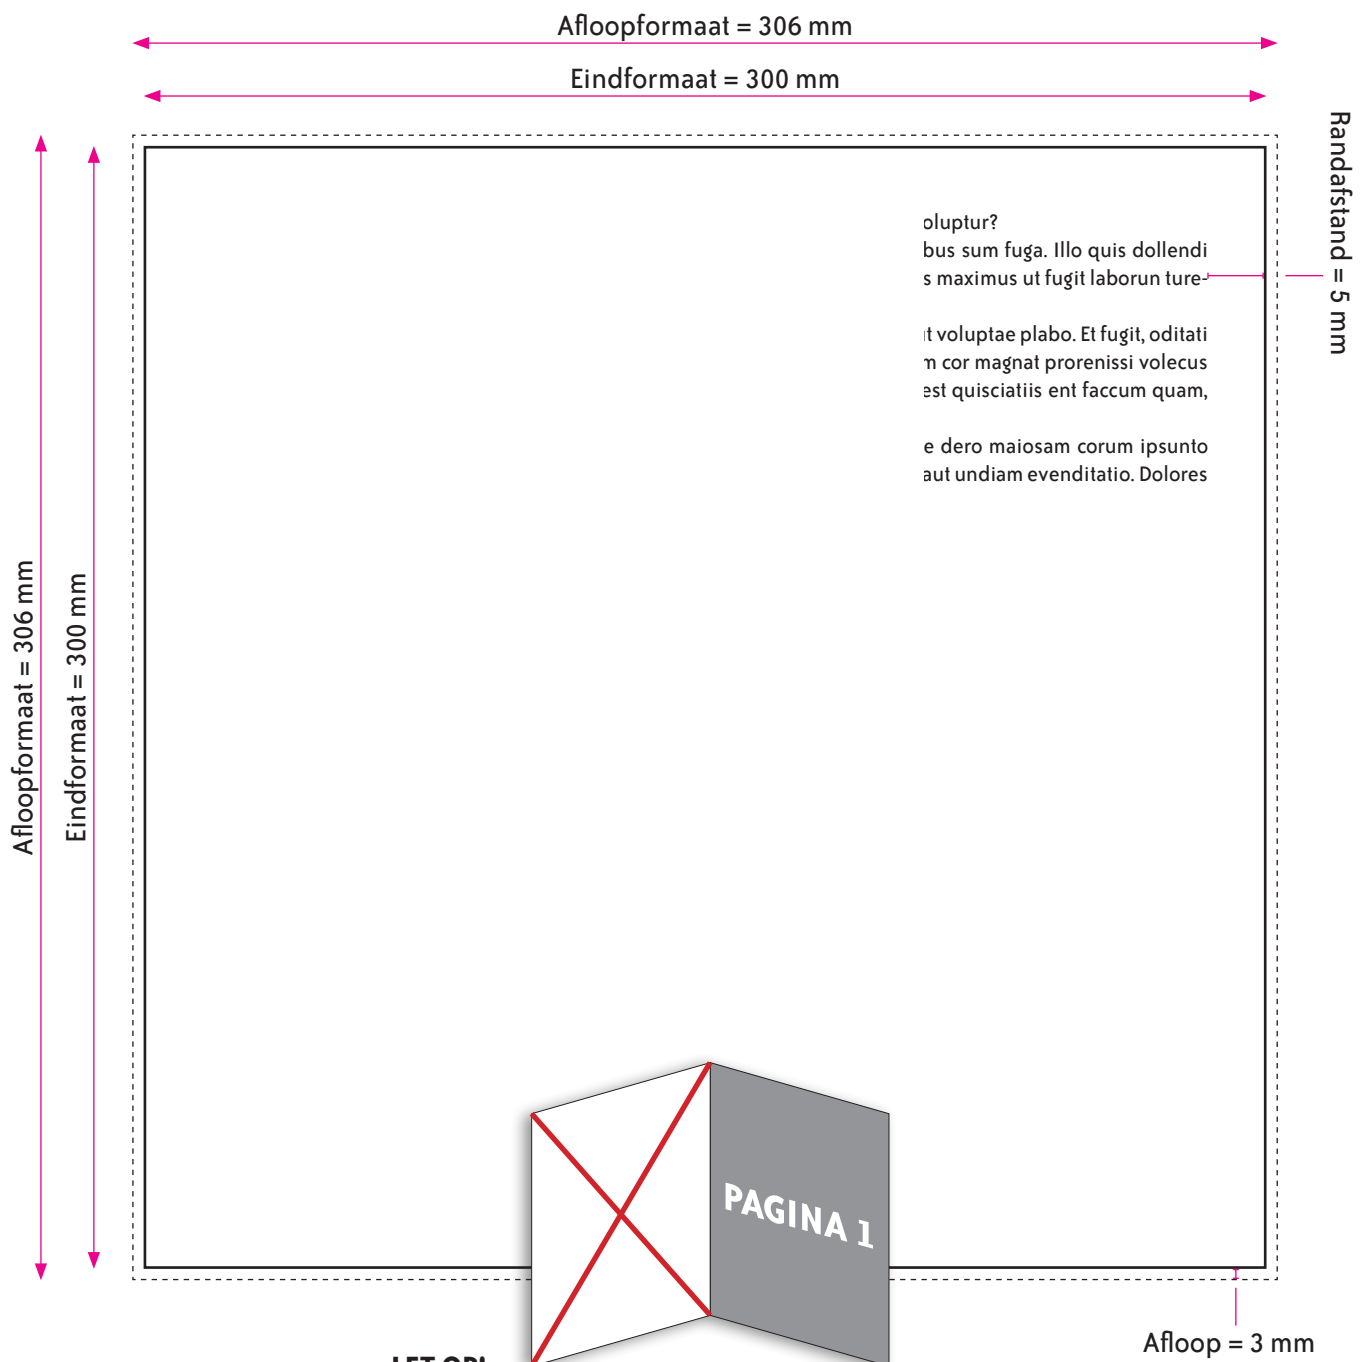 Afloopformaat = 306 mm
Eindformaat = 300 mm
Randafstand = 5 mm
oluptur?
bus sum fuga. Illo quis dollendi
s maximus ut fugit laborun ture-
t voluptae plabo. Et fugit, oditati
m cor magnat prorenissi volecus
est quisciatiis ent faccum quam,
e dero maiosam corum ipsunto
aut undiam evenditatio. Dolores
Afloopformaat = 306 mm
Eindformaat = 300 mm
PAGINA 1
Afloop = 3 mm
LET OP!